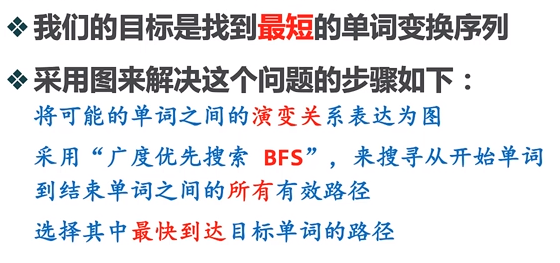 ❖ 我们的目标是找到最短的单词变换序列
❖ 采用图来解决这个问题的步骤如下：
将可能的单词之间的演变关系表达为图
采用“广度优先搜索 BFS”，来搜寻从开始单词
到结束单词之间的所有有效路径
选择其中最快到达目标单词的路径